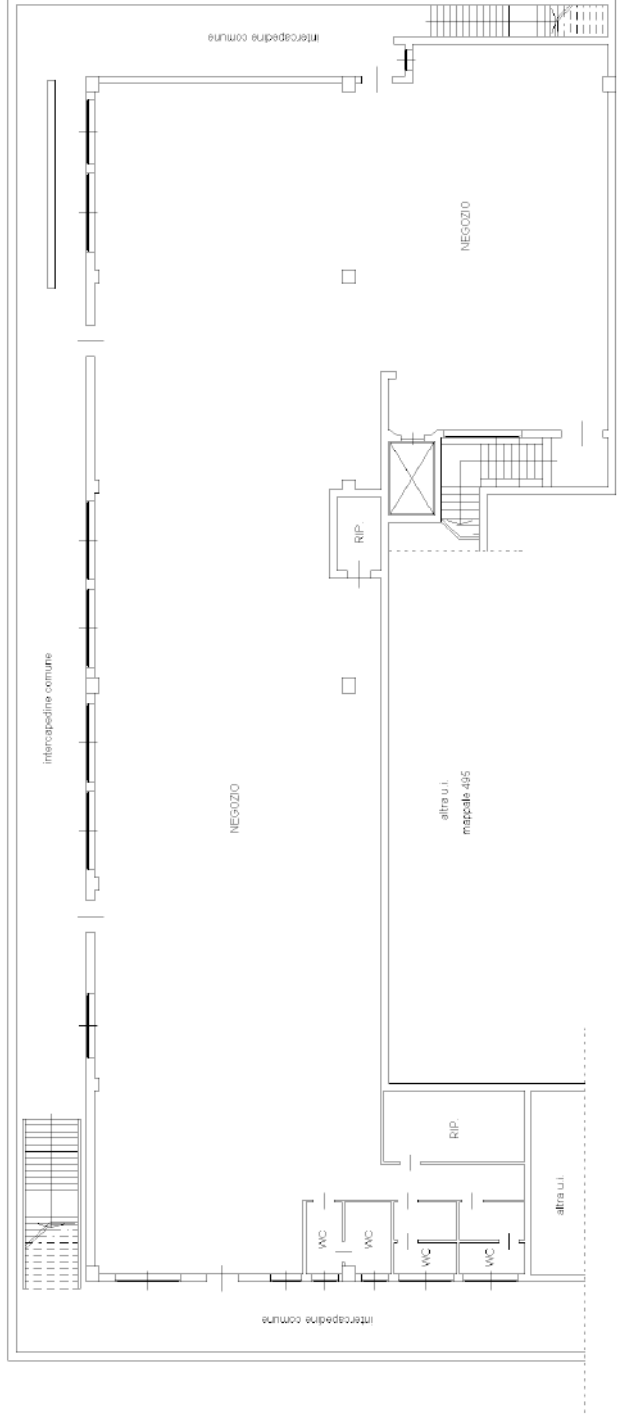 intercapedine comune
NEGOZIO
RIP.
intercapedine comune
NEGOZIO
altra u.i.
mappale 495
RIP.
altra u.i.
WC
WC
WC
WC
intercapedine comune